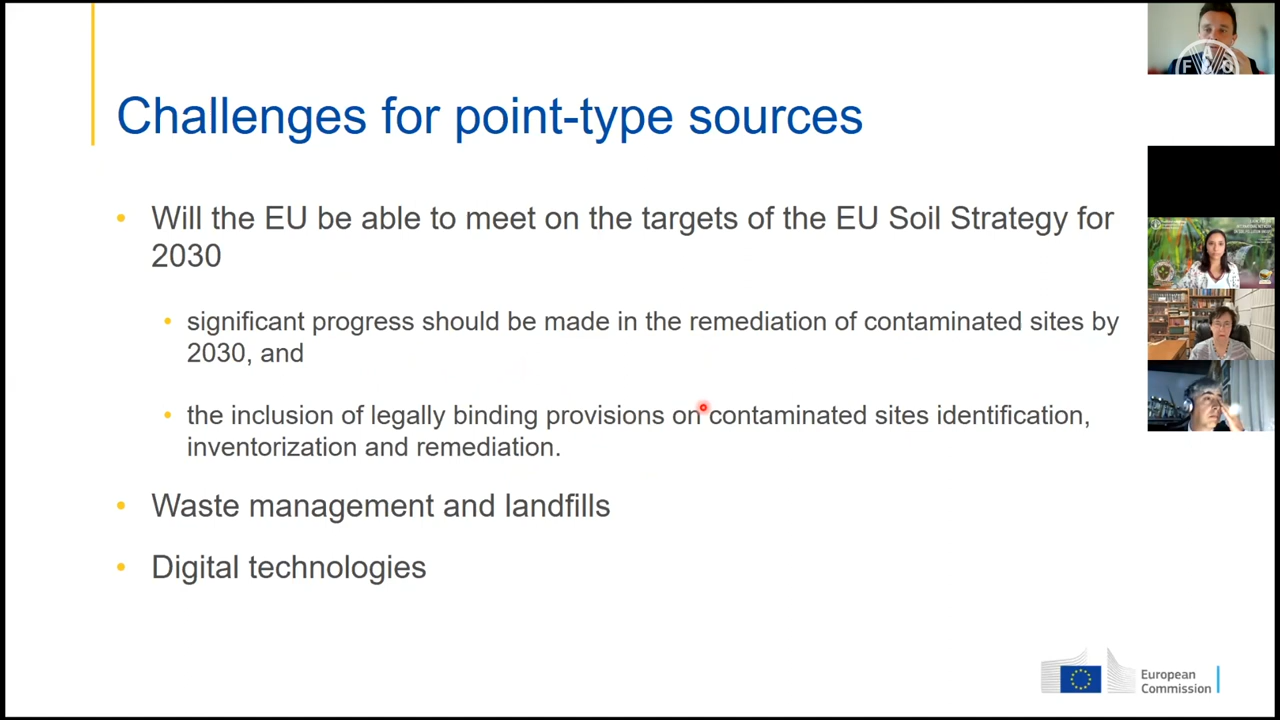 Challenges for point-type sources
• Will the EU be able to meet on the targets of the EU Soil Strategy for
2030
• significant progress should be made in the remediation of contaminated sites by
2030, and
• the inclusion of legally binding provisions on contaminated sites identification,
inventorization and remediation.
• Waste management and landfills
• Digital technologies
European
Commission
FAO